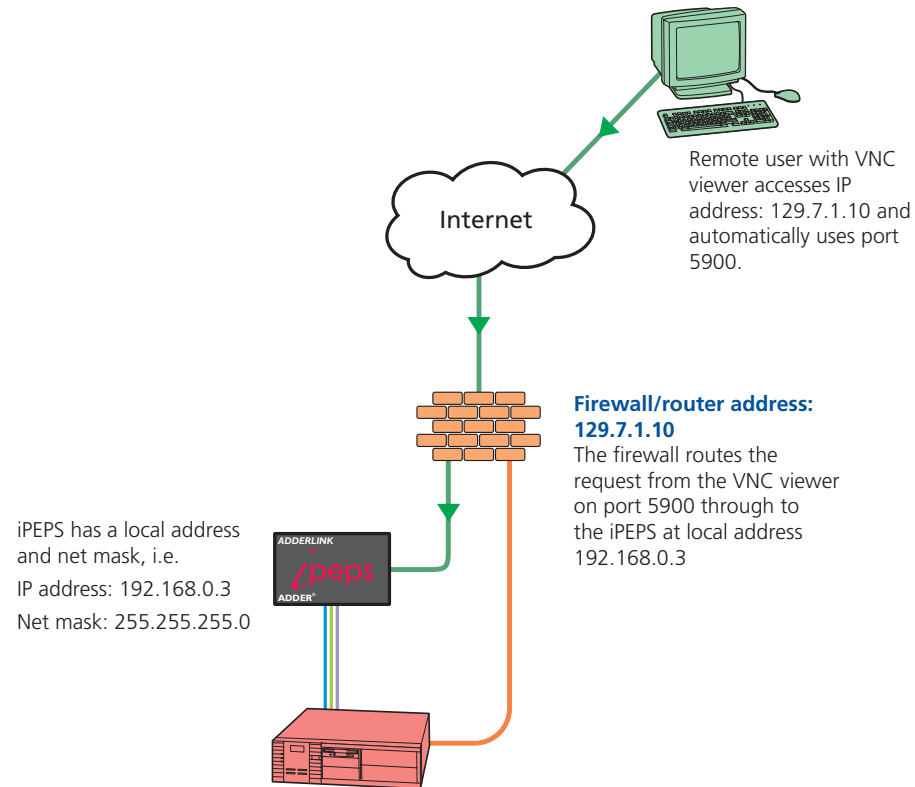 Remote user with VNC
viewer accesses IP
address: 129.7.1.10 and
automatically uses port
5900.
Internet
Firewall/router address:
129.7.1.10
The firewall routes the
request from the VNC viewer
on port 5900 through to
the iPEPS at local address
192.168.0.3
iPEPS has a local address
and net mask, i.e.
IP address: 192.168.0.3
Net mask: 255.255.255.0
ADDERLINK
ipeps
ADDER®